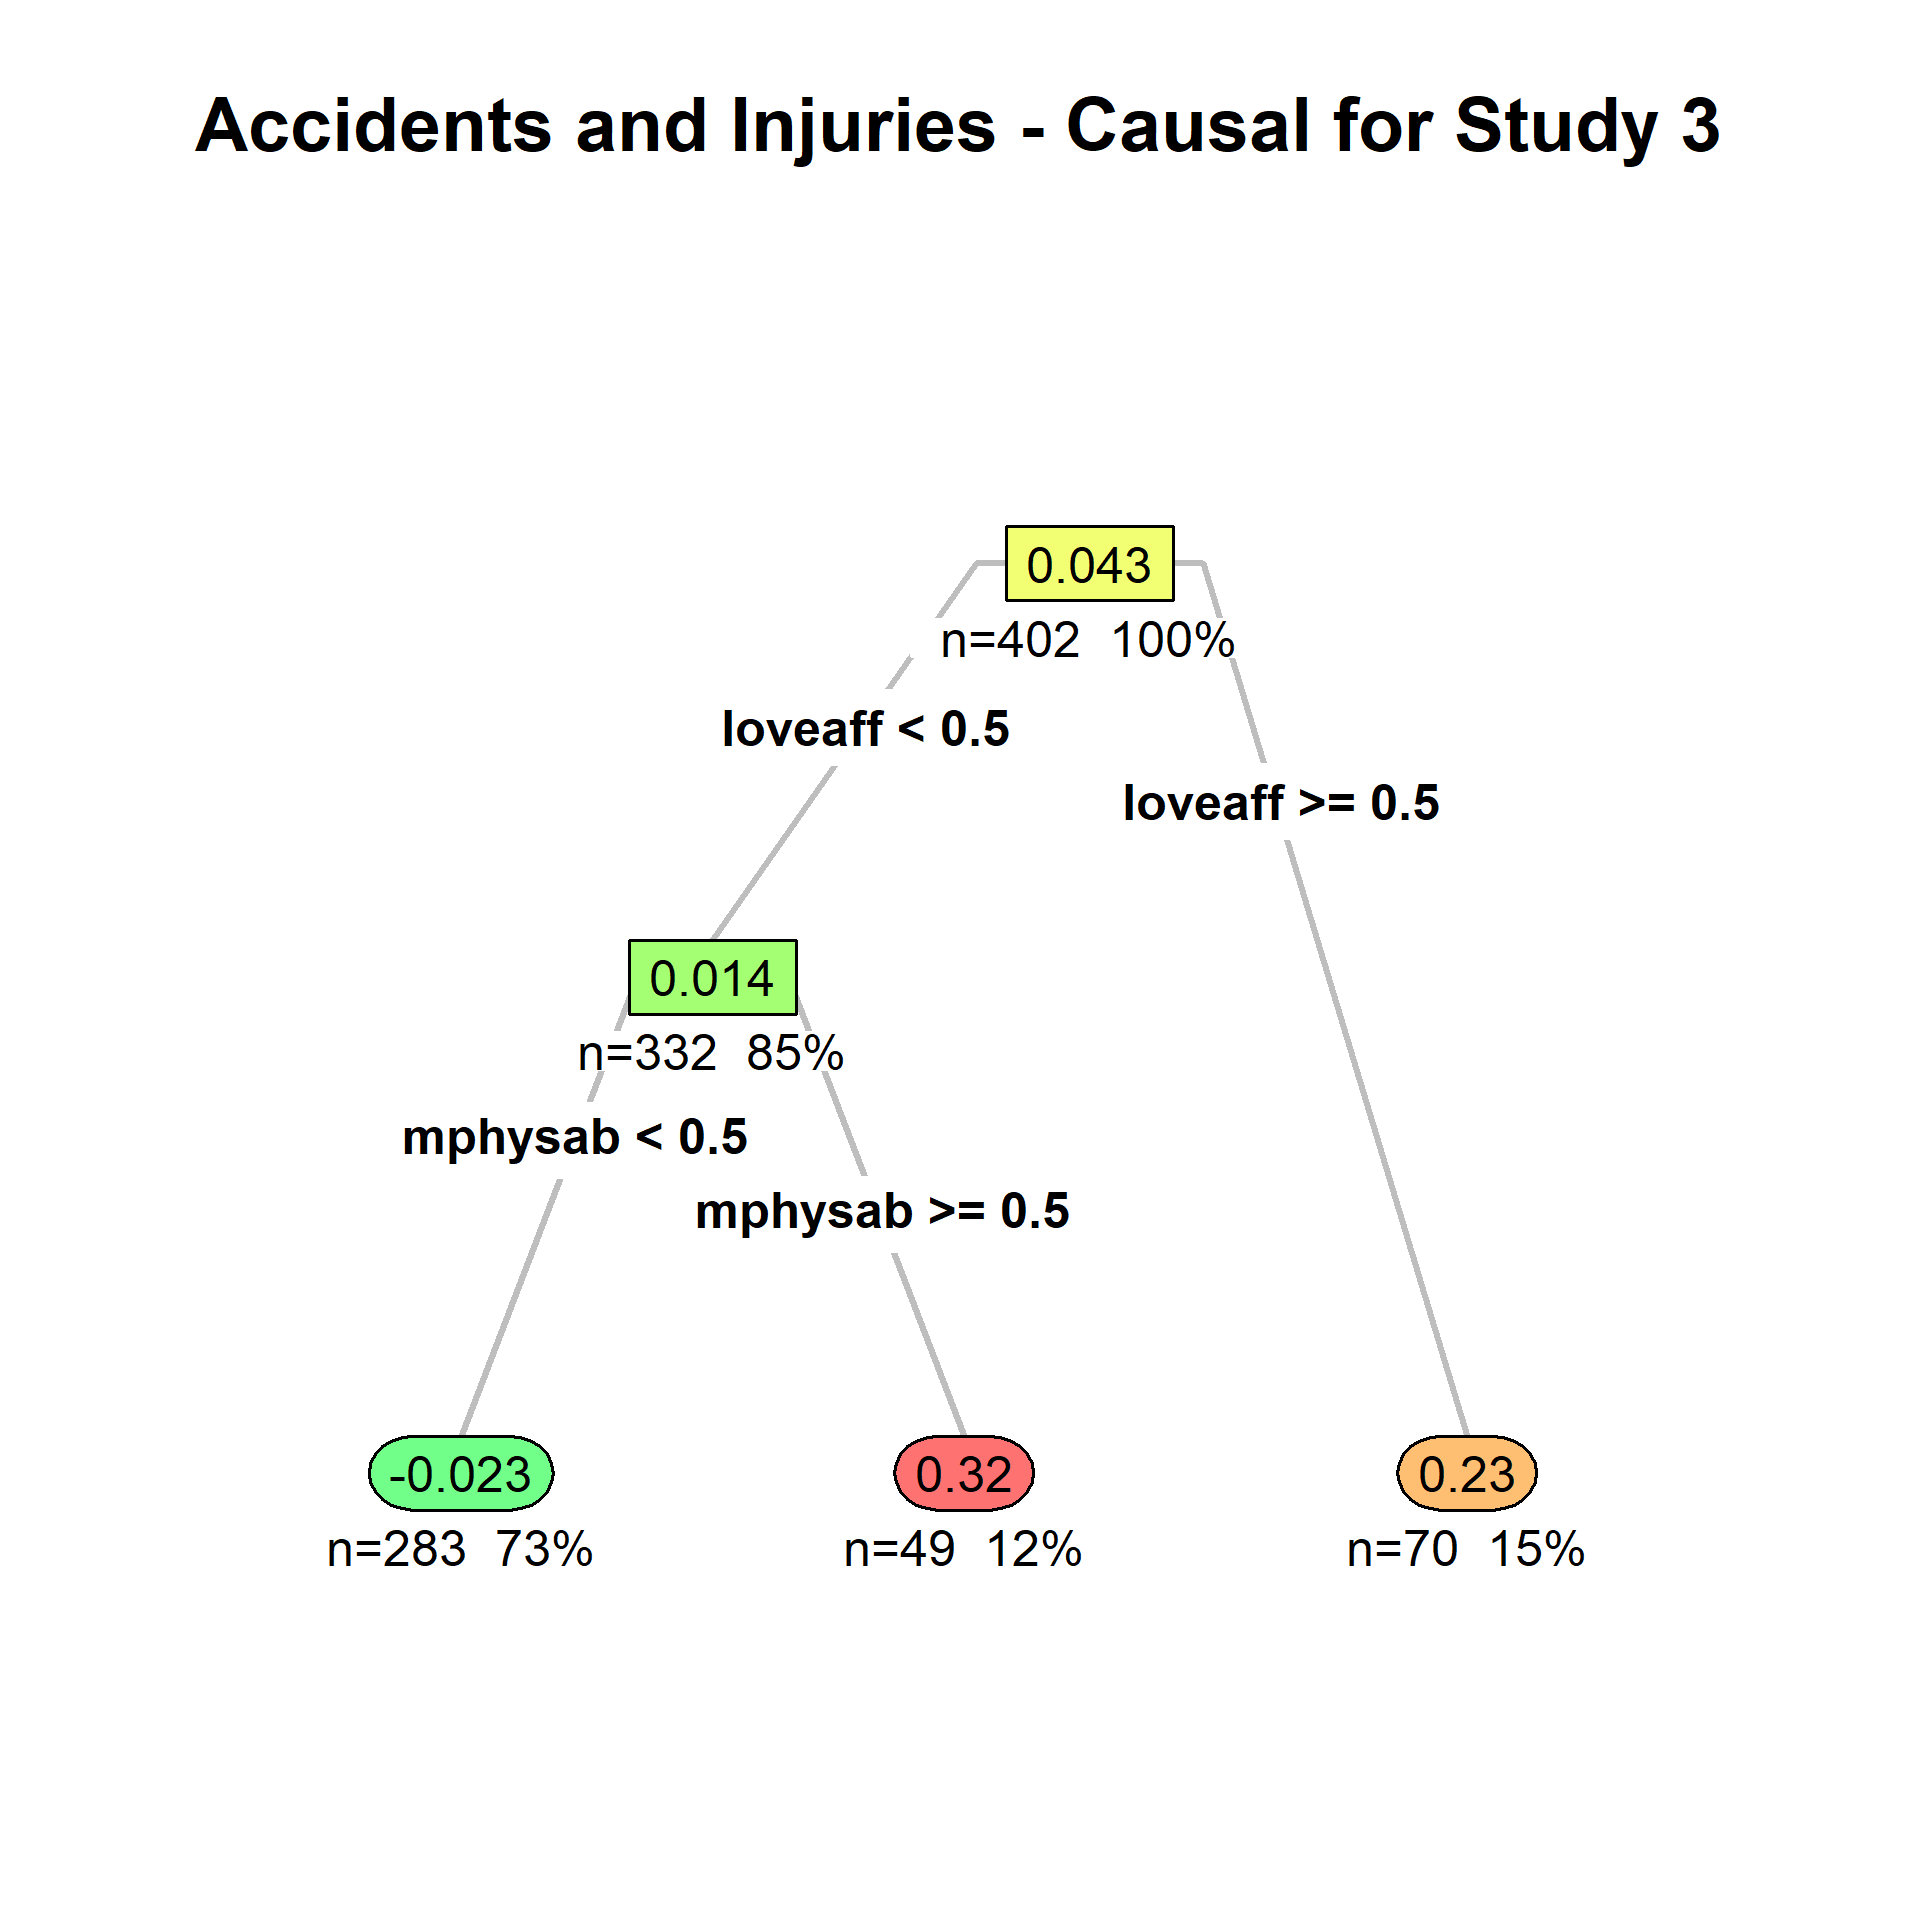 Accidents and Injuries - Causal for Study 3
0.043
n=402 100%
loveaff < 0.5
loveaff >= 0.5
0.014
n=332 85%
mphysab < 0.5
mphysab >= 0.5
-0.023
n=283 73%
0.32
n=49 12%
0.23
n=70 15%